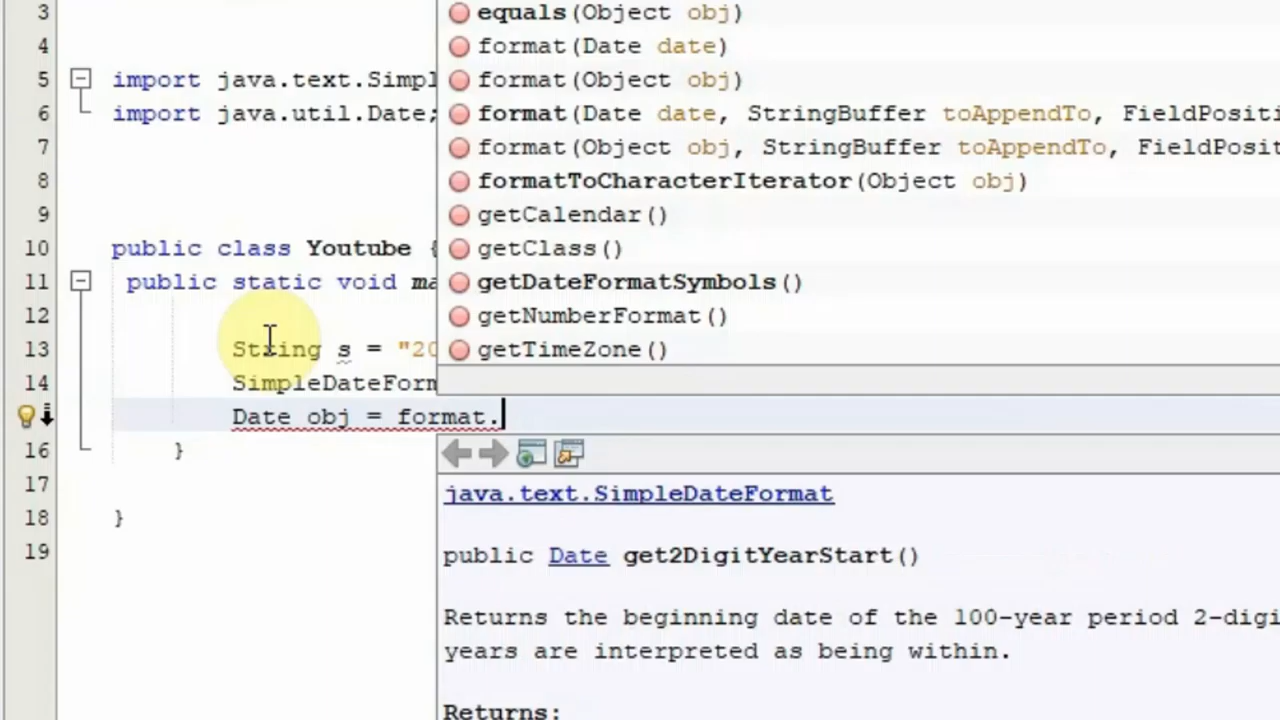 3 equals(Object obj)
4 format(Date date)
5 import java.text.Simpl format(Object obj)
6 import java.util.Date; format(Date date, StringBuffer toAppendTo, FieldPositi
7 format(Object obj, StringBuffer toAppendTo, FieldPosit
8 formatToCharacterIterator(Object obj)
9 getCalendar()
10 public class Youtube { getClass()
11 public static void ma getDateFormatSymbols()
12 getNumberFormat()
13 String s = "20 getTimeZone()
14 SimpleDateForm
Date obj = format.
16 }
java.text.SimpleDateFormat
17
18 }
19 public Date get2DigitYearStart()
Returns the beginning date of the 100-year period 2-digi
years are interpreted as being within.
Returns: